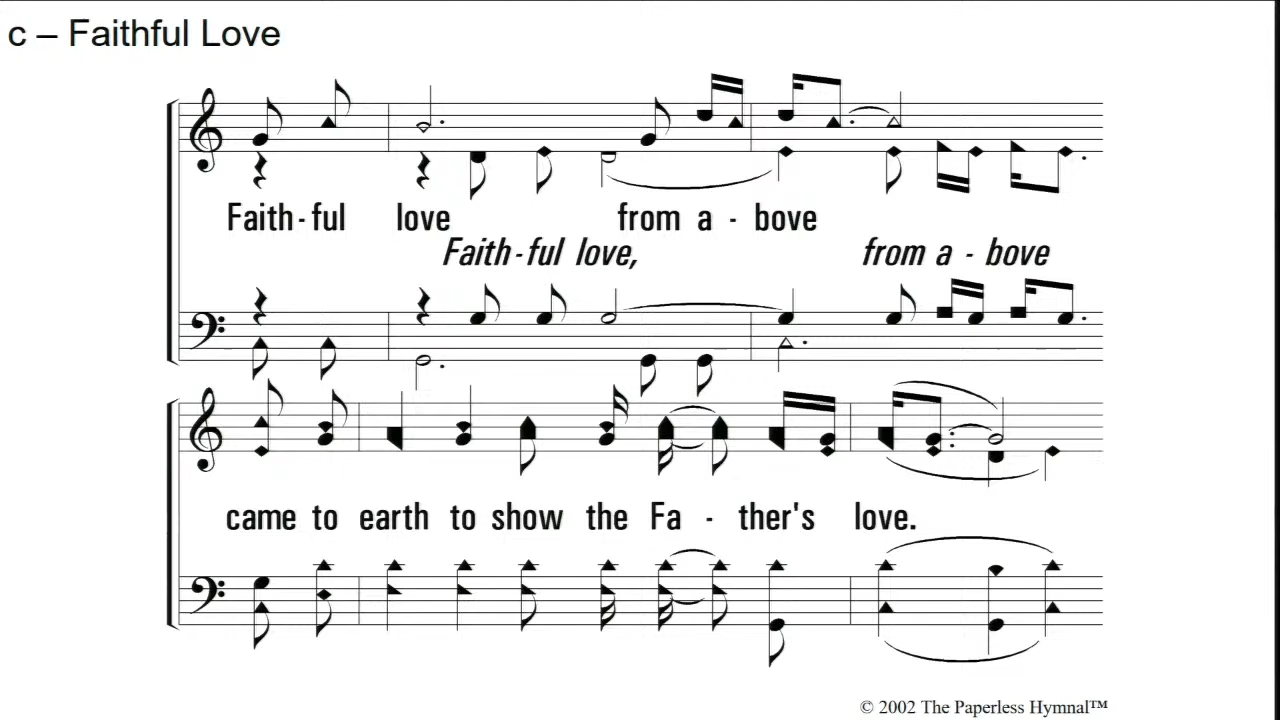 c – Faithful Love
Faith-ful love from a - bove
Faith-ful love, from a - bove
came to earth to show the Fa - ther's love.
© 2002 The Paperless Hymnal™